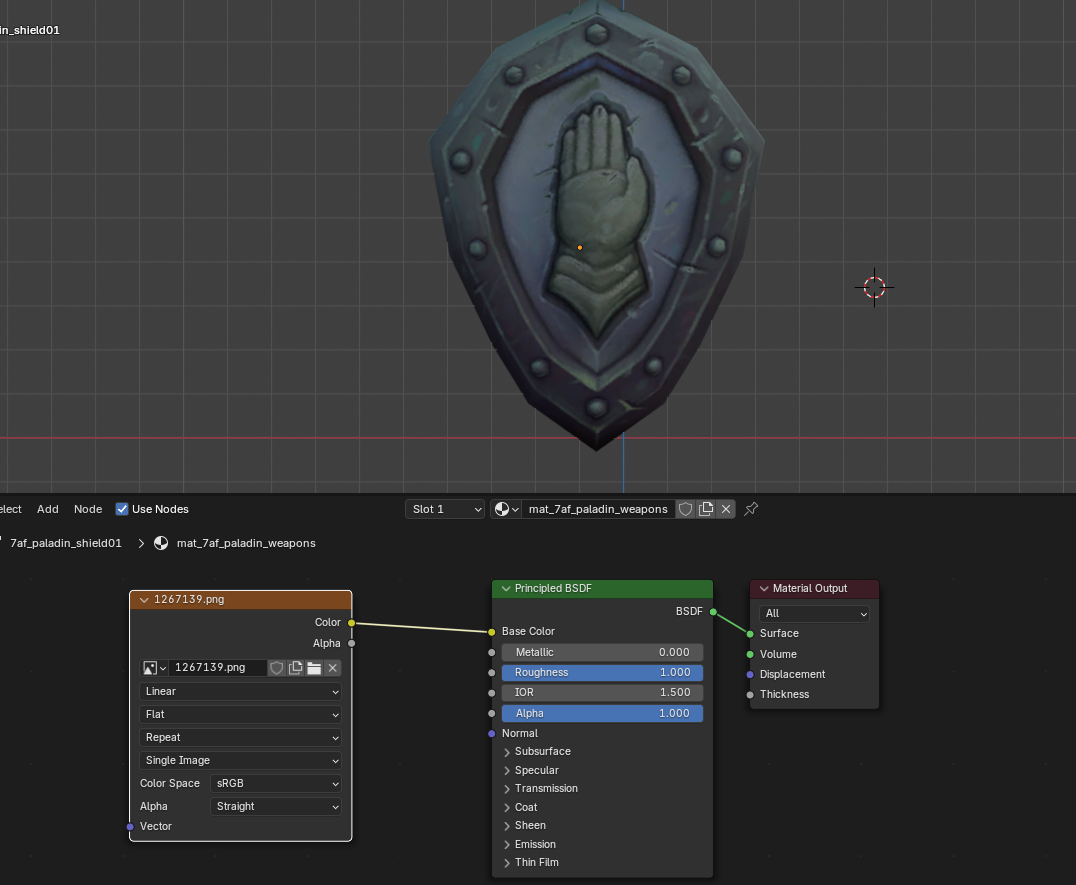 in_shield01
elect Add Node Use Nodes Slot 1 mat_7af_paladin_weapons
7af_paladin_shield01 mat_7af_paladin_weapons
1267139.png
Color
Alpha
1267139.png
Linear
Flat
Repeat
Single Image
Color Space sRGB
Alpha Straight
Vector
Principled BSDF
BSDF
Base Color
Metallic 0.000
Roughness 1.000
IOR 1.500
Alpha 1.000
Normal
Subsurface
Specular
Transmission
Coat
Sheen
Emission
Thin Film
Material Output
All
Surface
Volume
Displacement
Thickness